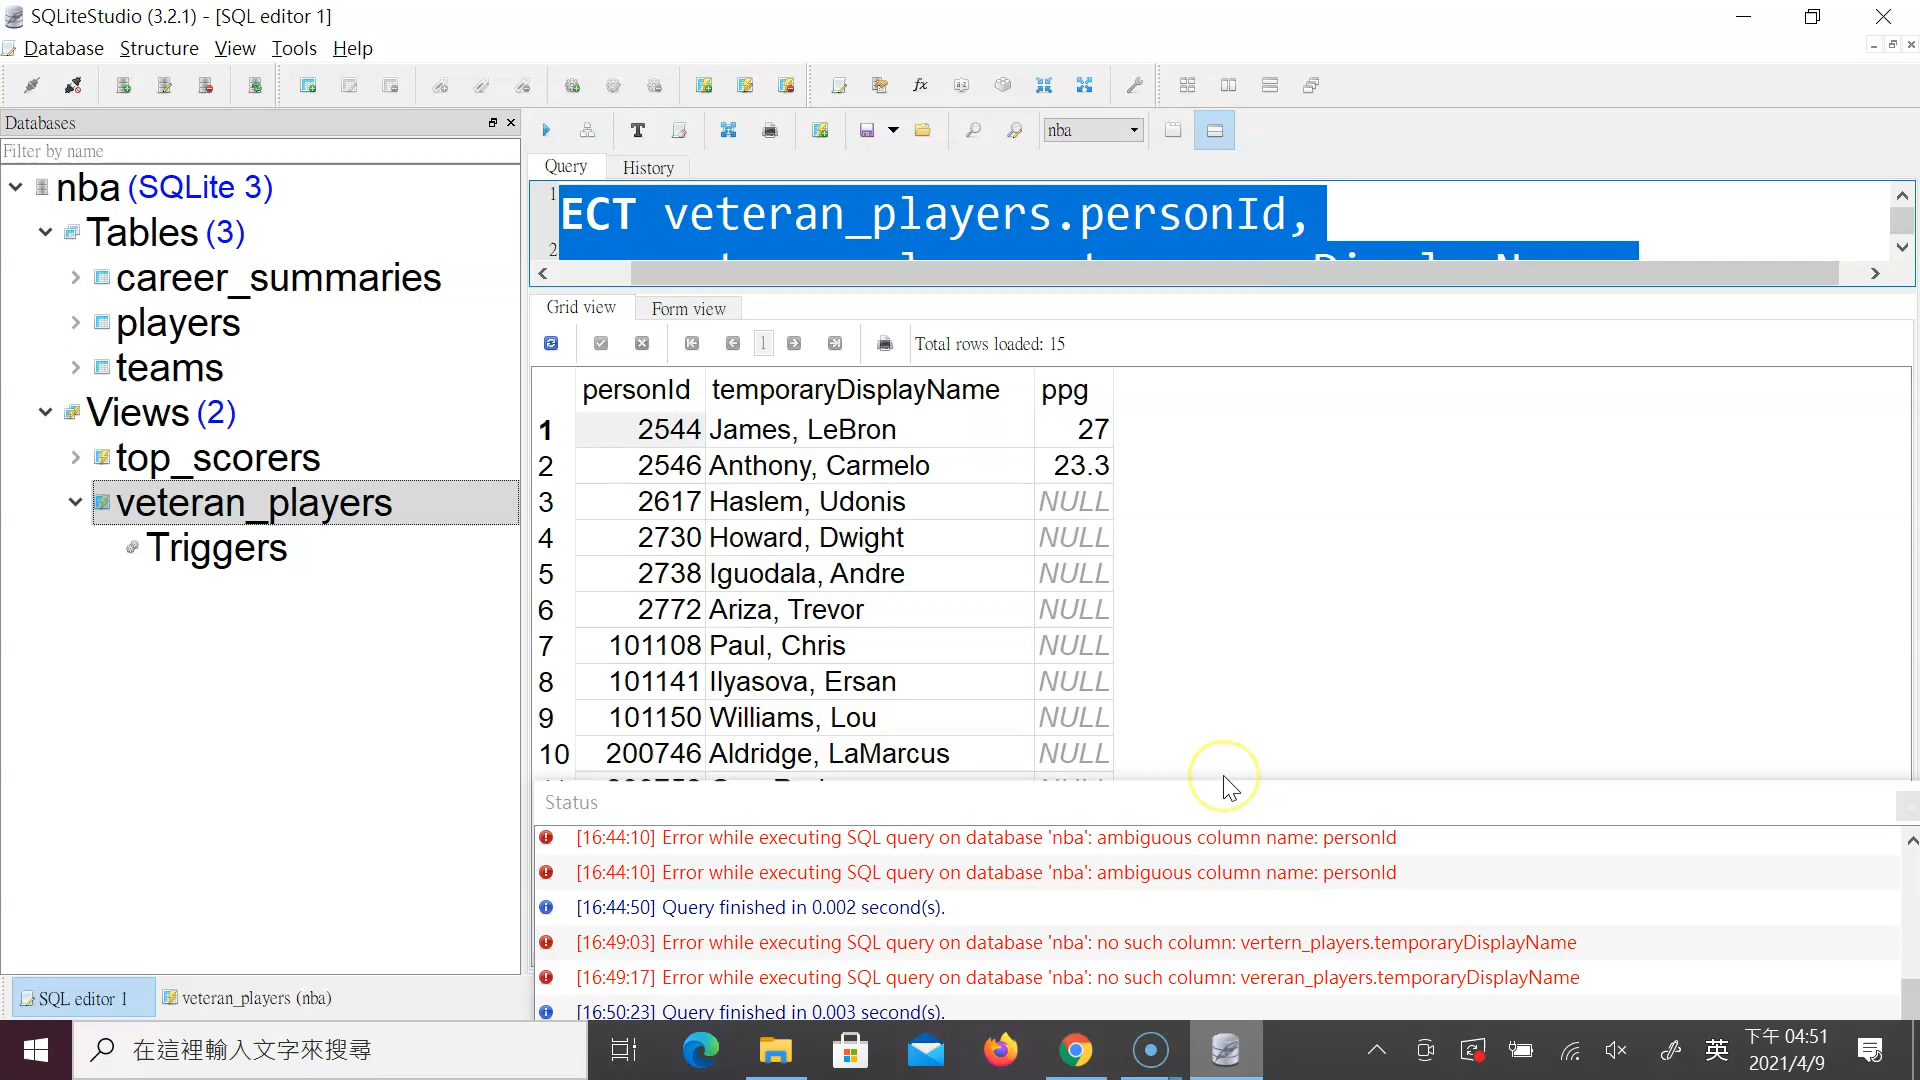 SQLiteStudio (3.2.1) - [SQL editor 1]
Database Structure View Tools Help
Databases
Filter by name
nba (SQLite 3)
Tables (3)
career_summaries
players
teams
Views (2)
top_scorers
veteran_players
Triggers
nba
Query History
1 ECT veteran_players.personId,
2
Grid view Form view
1 Total rows loaded: 15
personId temporaryDisplayName ppg
1 2544 James, LeBron 27
2 2546 Anthony, Carmelo 23.3
3 2617 Haslem, Udonis NULL
4 2730 Howard, Dwight NULL
5 2738 Iguodala, Andre NULL
6 2772 Ariza, Trevor NULL
7 101108 Paul, Chris NULL
8 101141 Ilyasova, Ersan NULL
9 101150 Williams, Lou NULL
10 200746 Aldridge, LaMarcus NULL
Status
[16:44:10] Error while executing SQL query on database 'nba': ambiguous column name: personId
[16:44:10] Error while executing SQL query on database 'nba': ambiguous column name: personId
[16:44:50] Query finished in 0.002 second(s).
[16:49:03] Error while executing SQL query on database 'nba': no such column: vertern_players.temporaryDisplayName
[16:49:17] Error while executing SQL query on database 'nba': no such column: vereran_players.temporaryDisplayName
[16:50:23] Query finished in 0.003 second(s).
SQL editor 1 veteran_players (nba)
在這裡輸入文字來搜尋
英
下午 04:51
2021/4/9